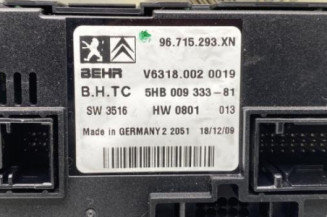 96.715.293.XN
BEHR V6318.002 0019
B.H.TC 5HB 009 333-81
SW 3516 HW 0801 013
Made in GERMANY 2 2051 18/12/09